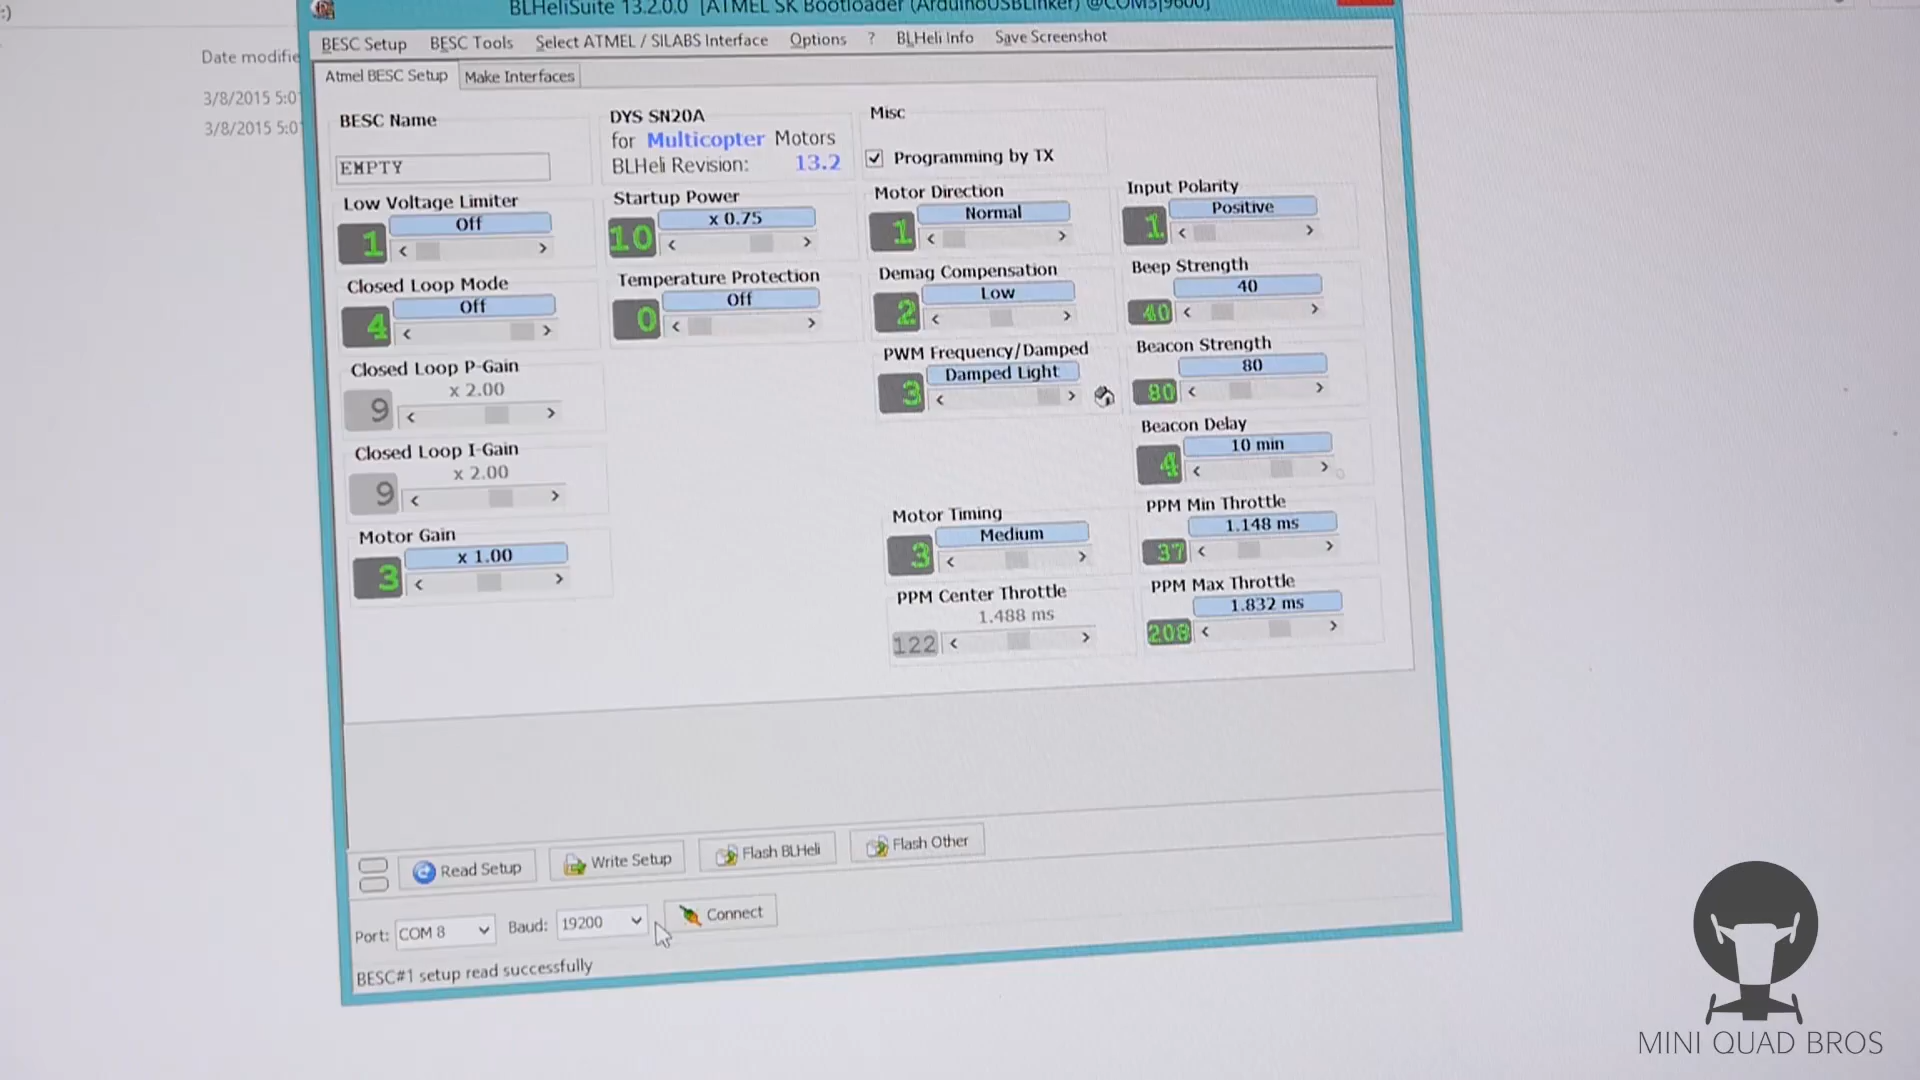 :)
BLHeliSuite 13.2.0.0 [ATMEL SK Bootloader (ArduinoUSBLinker) @COM3|9600]
BESC Setup BESC Tools Select ATMEL / SILABS Interface Options ? BLHeli Info Save Screenshot
Date modifie
3/8/2015 5:0
3/8/2015 5:0
Atmel BESC Setup Make Interfaces
BESC Name
EMPTY
DYS SN20A
for Multicopter Motors
BLHeli Revision: 13.2
Misc
Programming by TX
Low Voltage Limiter
Off
1
Closed Loop Mode
Off
4
Closed Loop P-Gain
x 2.00
9
Closed Loop I-Gain
x 2.00
9
Motor Gain
x 1.00
3
Startup Power
x 0.75
10
Temperature Protection
Off
0
Motor Direction
Normal
1
Demag Compensation
Low
2
PWM Frequency/Damped
Damped Light
3
Motor Timing
Medium
3
PPM Center Throttle
1.488 ms
122
Input Polarity
Positive
1
Beep Strength
40
40
Beacon Strength
80
80
Beacon Delay
10 min
4
PPM Min Throttle
1.148 ms
37
PPM Max Throttle
1.832 ms
208
Read Setup Write Setup Flash BLHeli Flash Other
Port: COM 8 Baud: 19200 Connect
BESC#1 setup read successfully
MINI QUAD BROS